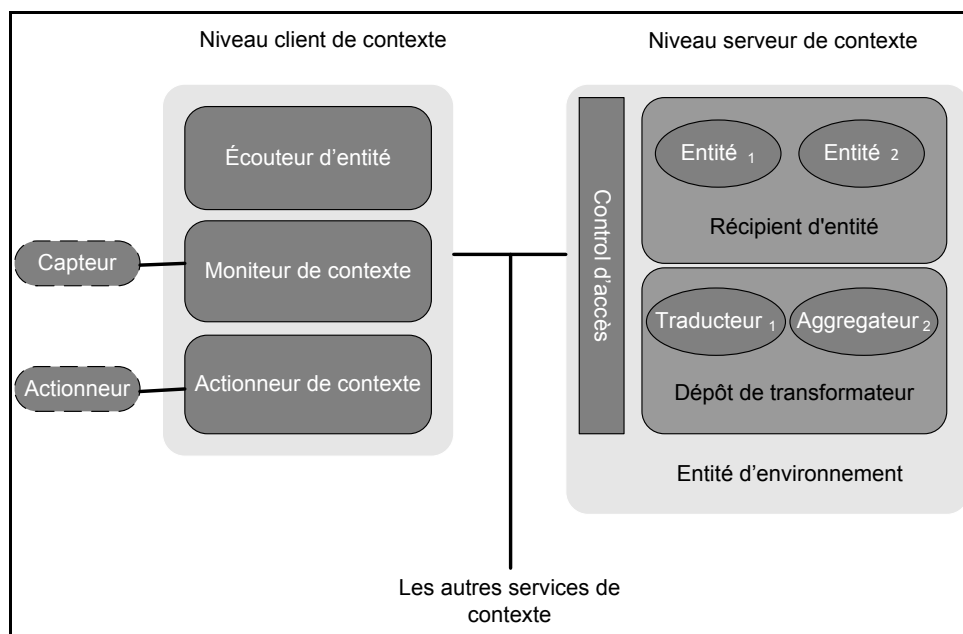 Niveau client de contexte
Niveau serveur de contexte
Écouteur d’entité
Capteur
Moniteur de contexte
Actionneur
Actionneur de contexte
Control d’accès
Entité 1
Entité 2
Récipient d'entité
Traducteur 1
Aggregateur 2
Dépôt de transformateur
Entité d’environnement
Les autres services de
contexte